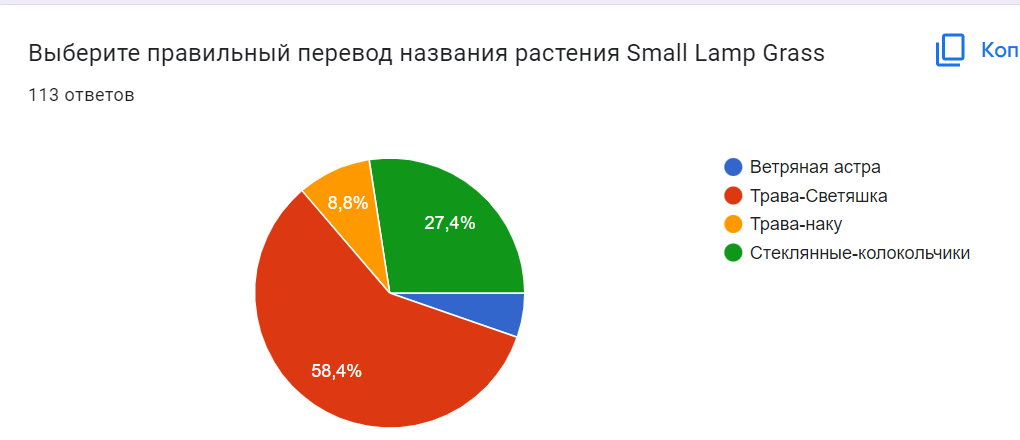 Выберите правильный перевод названия растения Small Lamp Grass
Коп
113 ответов
8,8%
27,4%
58,4%
Ветряная астра
Трава-Светяшка
Трава-наку
Стеклянные-колокольчики